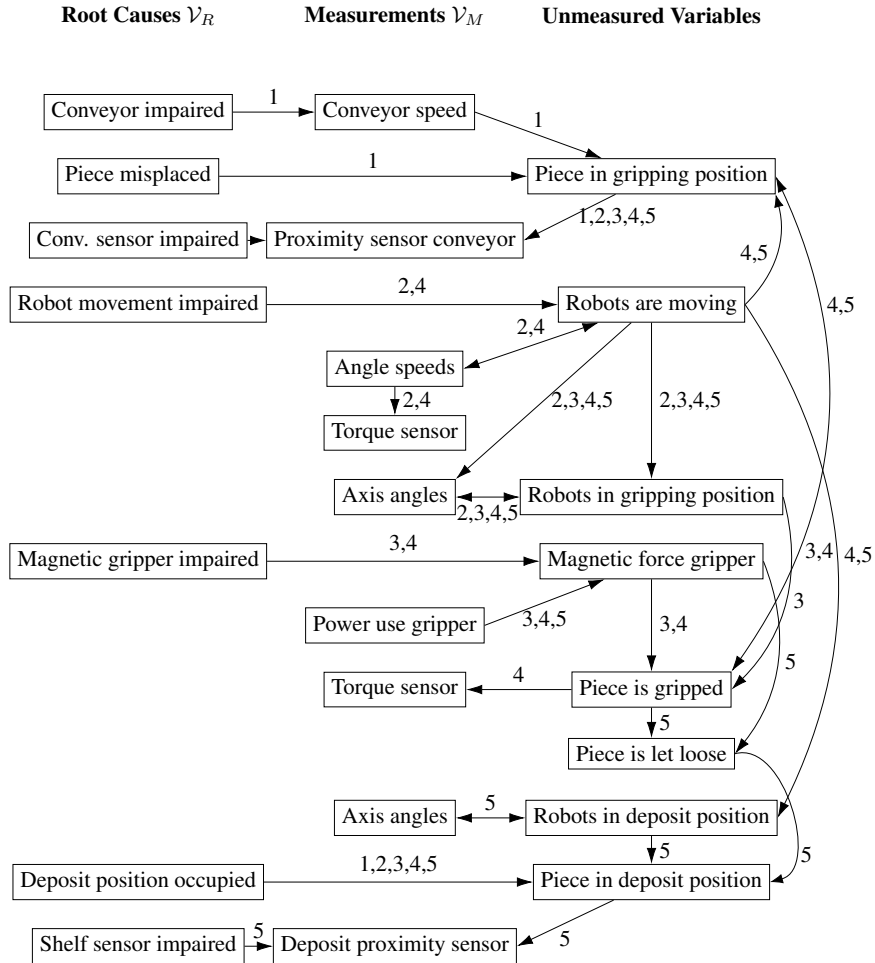 Root Causes 𝒱_R Measurements 𝒱_M Unmeasured Variables
Conveyor impaired 1 Conveyor speed
1
Piece misplaced 1 Piece in gripping position
1,2,3,4,5
Conv. sensor impaired Proximity sensor conveyor
4,5
Robot movement impaired 2,4 Robots are moving
4,5
2,4
Angle speeds
2,4
2,3,4,5 2,3,4,5
Torque sensor
Axis angles 2,3,4,5 Robots in gripping position
Magnetic gripper impaired 3,4 Magnetic force gripper
3,4 4,5
3
Power use gripper 3,4,5
3,4
5
Torque sensor 4 Piece is gripped
5
Piece is let loose
Axis angles 5 Robots in deposit position
5
5
Deposit position occupied 1,2,3,4,5 Piece in deposit position
Shelf sensor impaired 5 Deposit proximity sensor
5